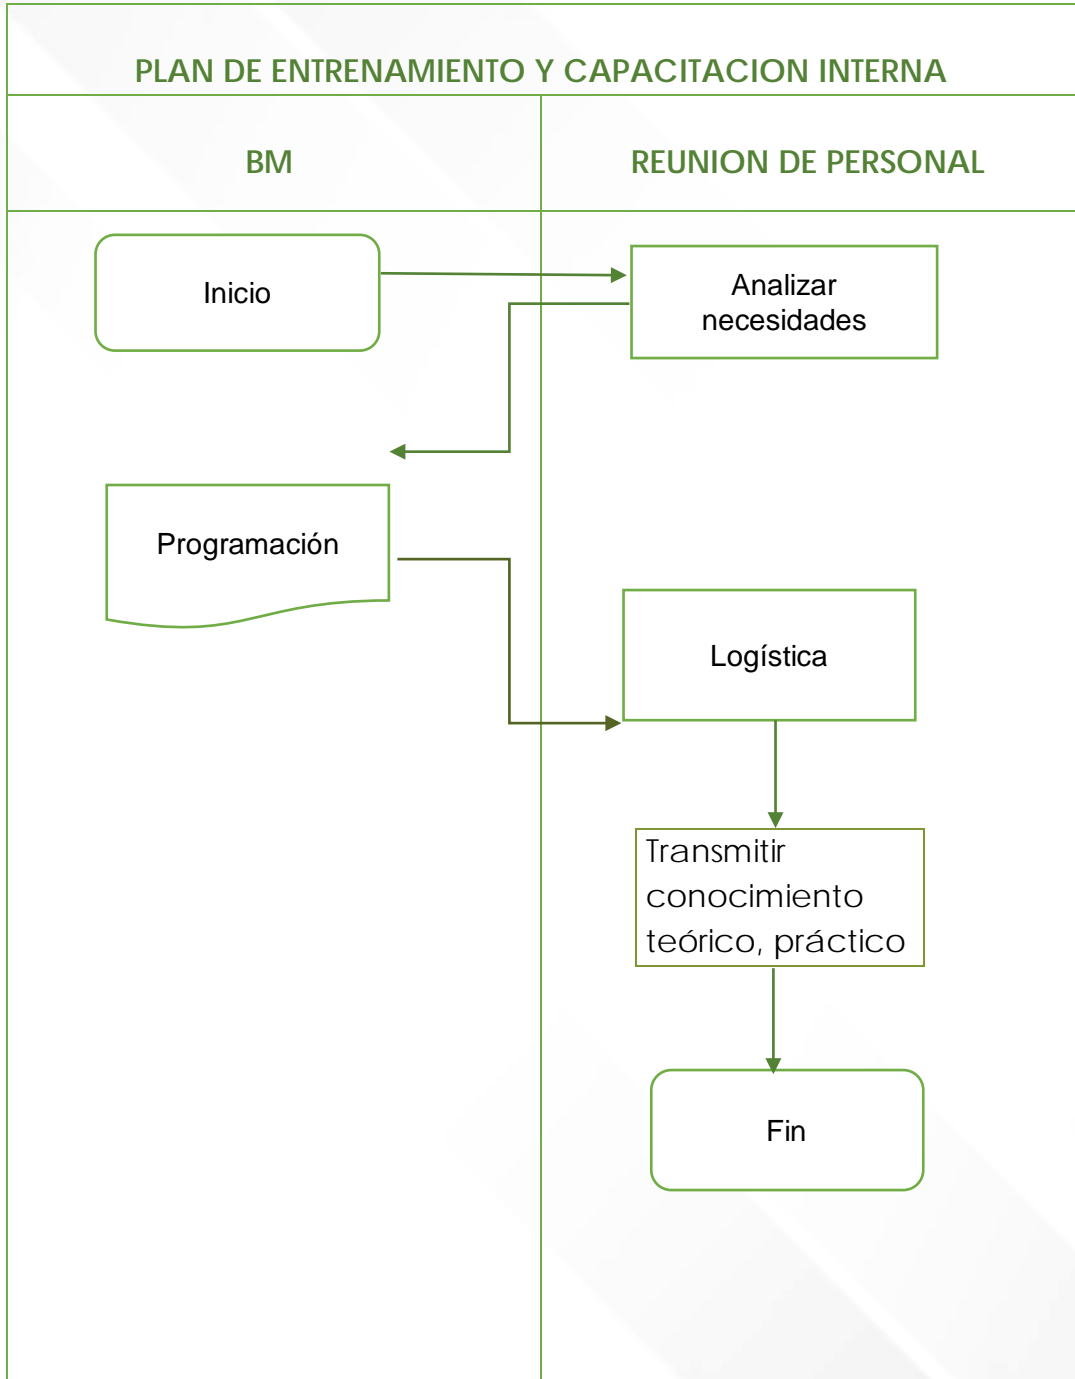 PLAN DE ENTRENAMIENTO Y CAPACITACION INTERNA
BM
REUNION DE PERSONAL
Inicio
Analizar
necesidades
Programación
Logística
Transmitir
conocimiento
teórico, práctico
Fin